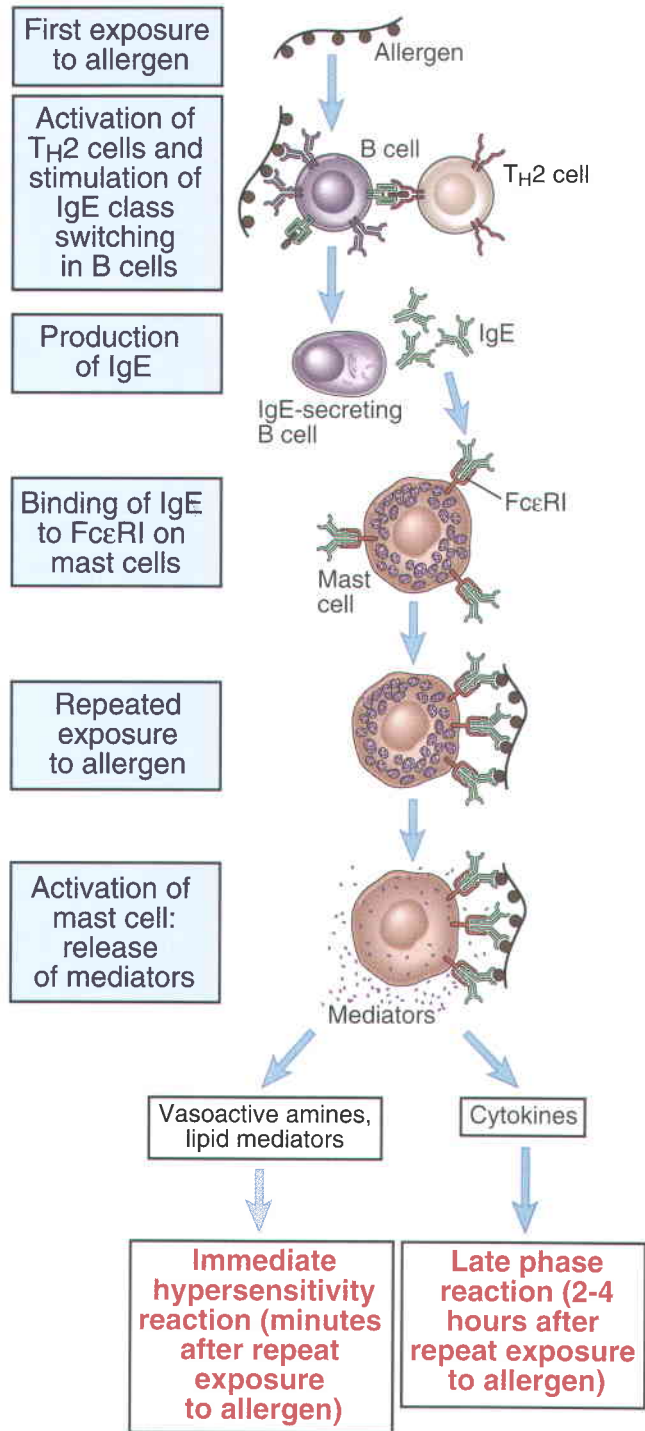 First exposure
to allergen
Allergen
Activation of
TH2 cells and
stimulation of
IgE class
switching
in B cells
B cell
TH2 cell
Production
of IgE
IgE
IgE-secreting
B cell
Binding of IgE
to FcεRI on
mast cells
FcεRI
Mast
cell
Repeated
exposure
to allergen
Activation of
mast cell:
release
of mediators
Mediators
Vasoactive amines,
lipid mediators
Cytokines
Immediate
hypersensitivity
reaction (minutes
after repeat
exposure
to allergen)
Late phase
reaction (2-4
hours after
repeat exposure
to allergen)